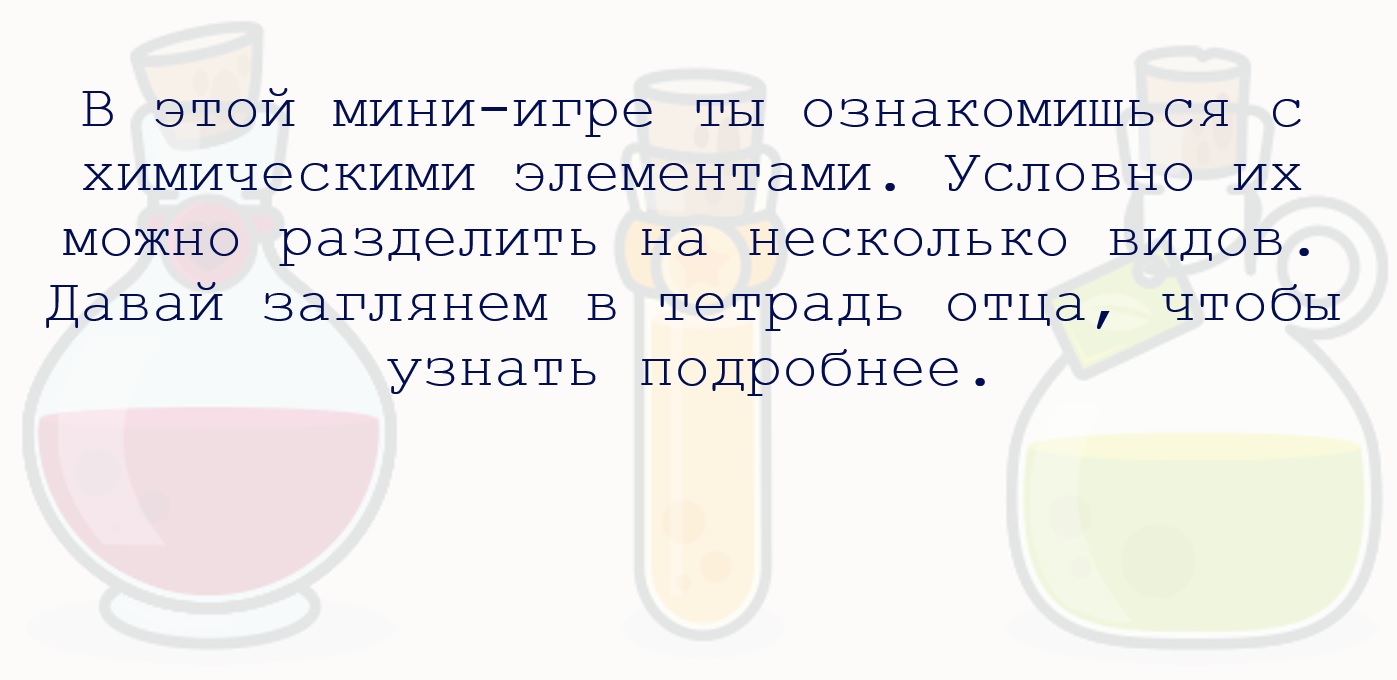 В этой мини-игре ты ознакомишься с
химическими элементами. Условно их
можно разделить на несколько видов.
Давай заглянем в тетрадь отца, чтобы
узнать подробнее.